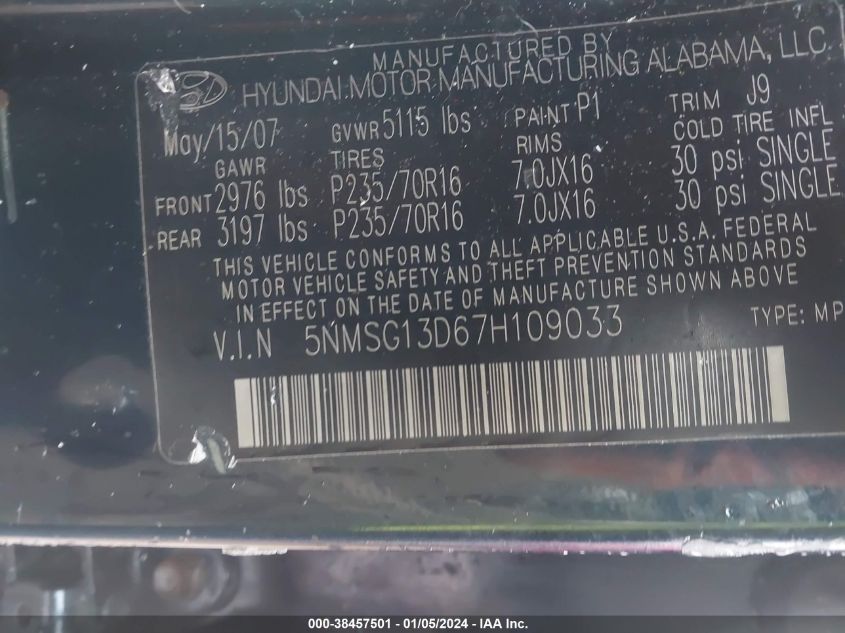 MANUFACTURED BY
HYUNDAI MOTOR MANUFACTURING ALABAMA, LLC
May/15/07 GVWR 5115 lbs PAINT P1 TRIM J9
GAWR TIRES RIMS COLD TIRE INFL
FRONT 2976 lbs P235/70R16 7.0JX16 30 psi SINGLE
REAR 3197 lbs P235/70R16 7.0JX16 30 psi SINGLE
THIS VEHICLE CONFORMS TO ALL APPLICABLE U.S.A. FEDERAL
MOTOR VEHICLE SAFETY AND THEFT PREVENTION STANDARDS
IN EFFECT ON THE DATE OF MANUFACTURE SHOWN ABOVE
V.I.N 5NMSG13D67H109033 TYPE: MP
000-38457501 - 01/05/2024 - IAA Inc.